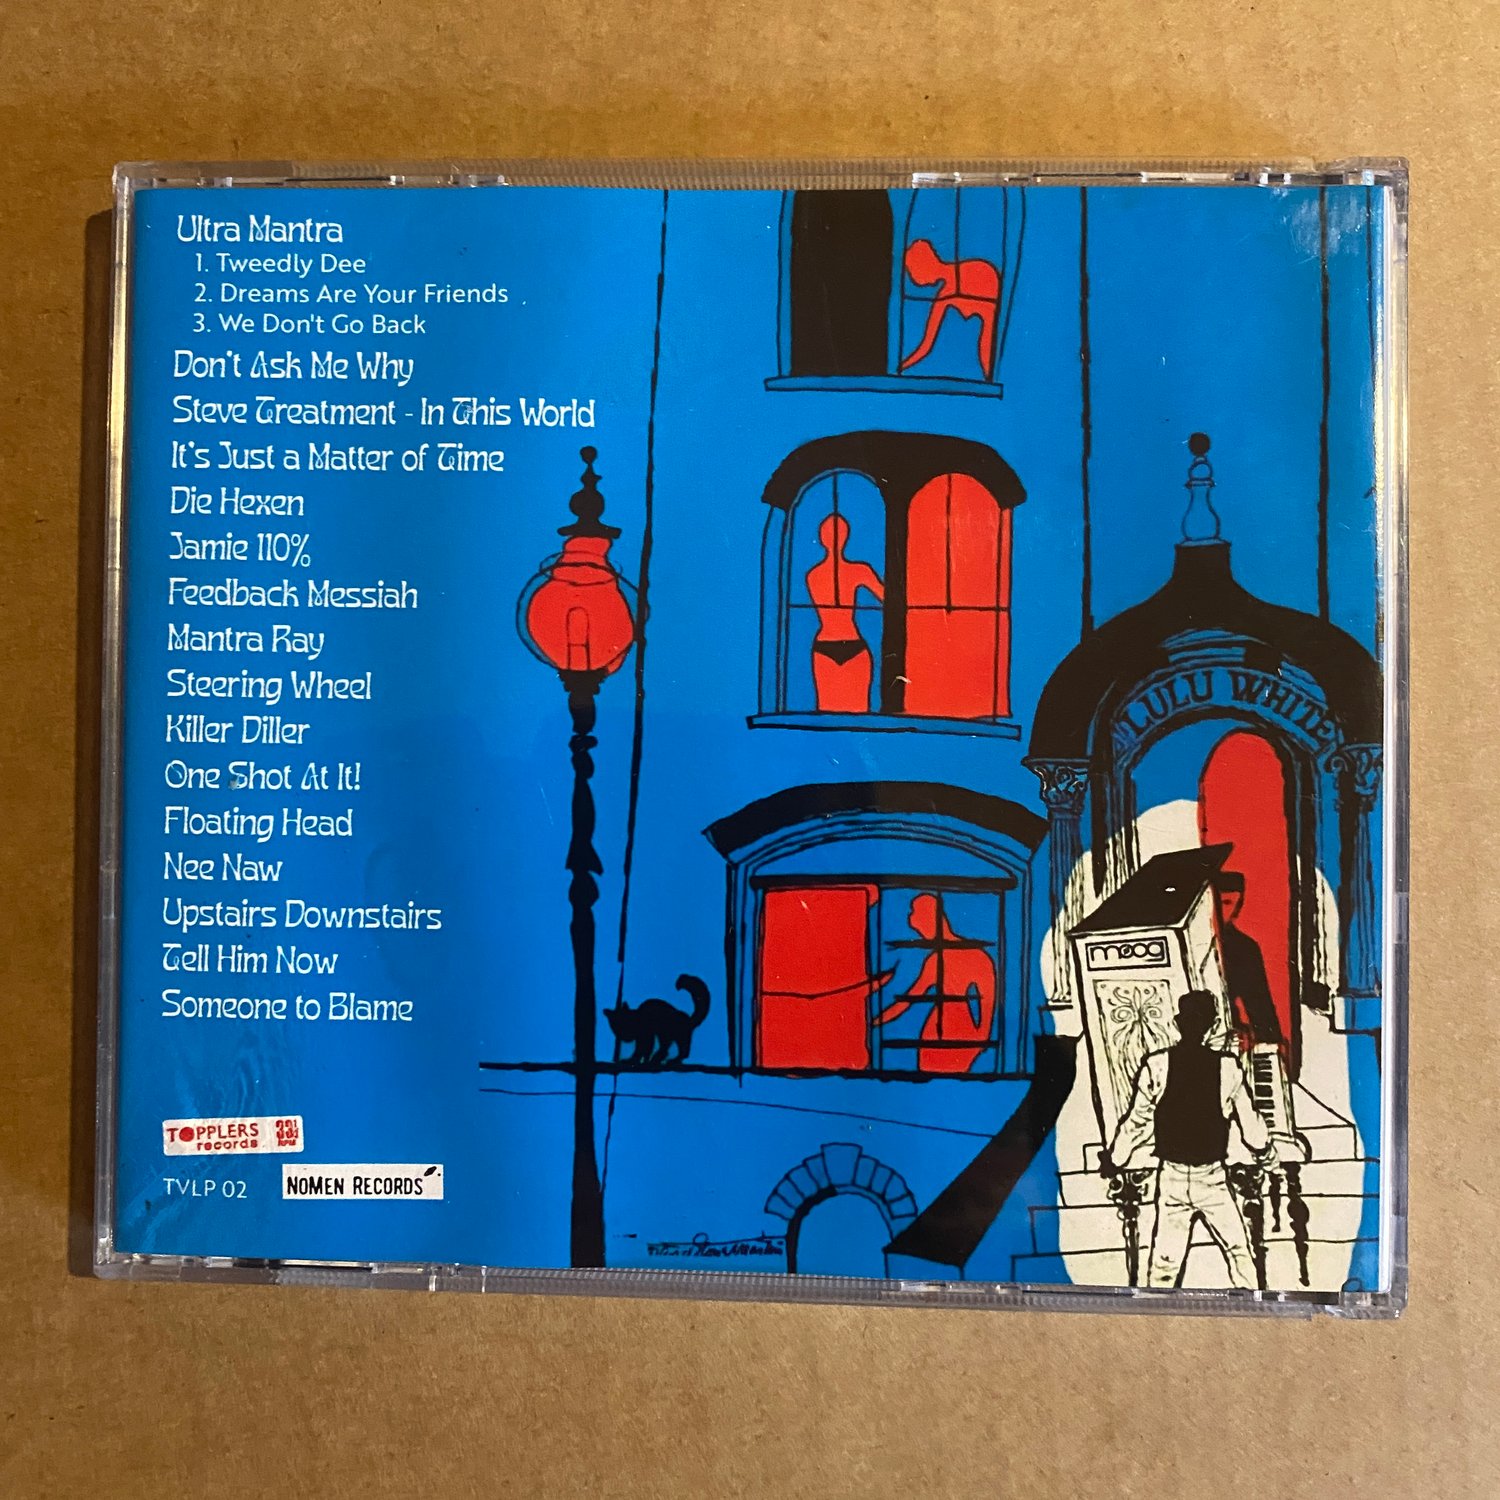 Ultra Mantra
1. Tweedly Dee
2. Dreams Are Your Friends
3. We Don't Go Back
Don't Ask Me Why
Steve Treatment - In This World
It's Just a Matter of Time
Die Hexen
Jamie 110%
Feedback Messiah
Mantra Ray
Steering Wheel
Killer Diller
One Shot At It!
Floating Head
Nee Naw
Upstairs Downstairs
Tell Him Now
Someone to Blame
LULU WHITE
moog
TOPPLERS
records
33⅓
RPM
TVLP 02
NOMEN RECORDS